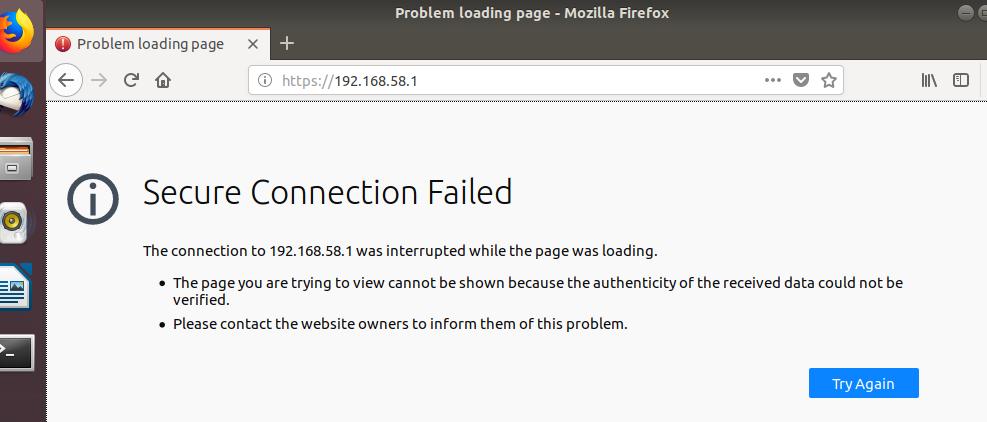 Problem loading page - Mozilla Firefox
Problem loading page
https://192.168.58.1
Secure Connection Failed
The connection to 192.168.58.1 was interrupted while the page was loading.
• The page you are trying to view cannot be shown because the authenticity of the received data could not be
verified.
• Please contact the website owners to inform them of this problem.
Try Again